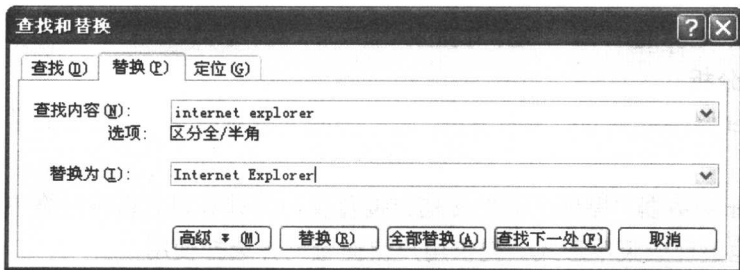 查找和替换
查找(D) 替换(P) 定位(G)
查找内容(N): internet explorer
选项: 区分全/半角
替换为(I): Internet Explorer
高级 ▾ (M) 替换(R) 全部替换(A) 查找下一处(F) 取消